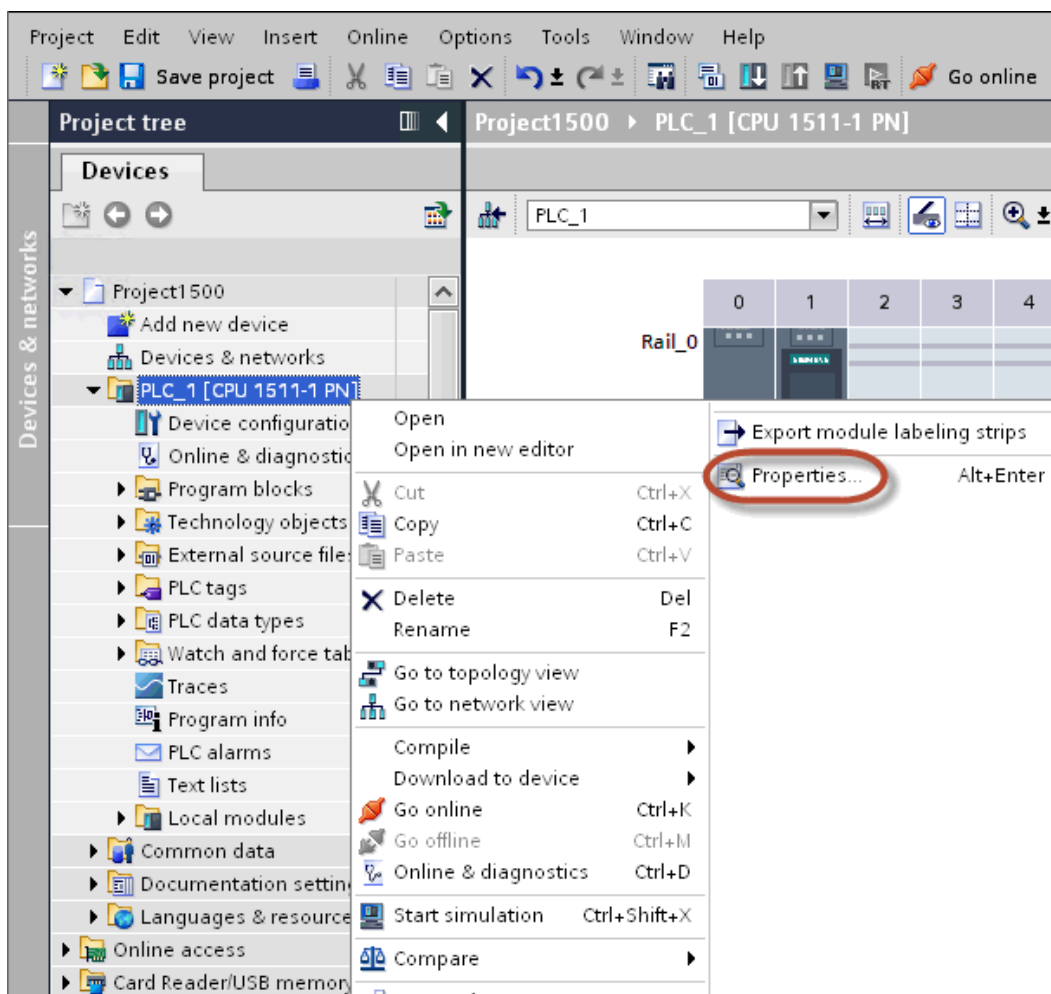 Project Edit View Insert Online Options Tools Window Help
Save project Go online
Project tree
Project1500 PLC_1 [CPU 1511-1 PN]
Devices
PLC_1
Devices & networks
Project1500
Add new device
Devices & networks
PLC_1 [CPU 1511-1 PN]
Device configuratio
Online & diagnostic
Program blocks
Technology objects
External source file
PLC tags
PLC data types
Watch and force tab
Traces
Program info
PLC alarms
Text lists
Local modules
Common data
Documentation settin
Languages & resource
Online access
Card Reader/USB memory
0 1 2 3 4
Rail_0
SIEMENS
Open
Open in new editor
Cut Ctrl+X
Copy Ctrl+C
Paste Ctrl+V
Delete Del
Rename F2
Go to topology view
Go to network view
Compile
Download to device
Go online Ctrl+K
Go offline Ctrl+M
Online & diagnostics Ctrl+D
Start simulation Ctrl+Shift+X
Compare
Export module labeling strips
Properties... Alt+Enter